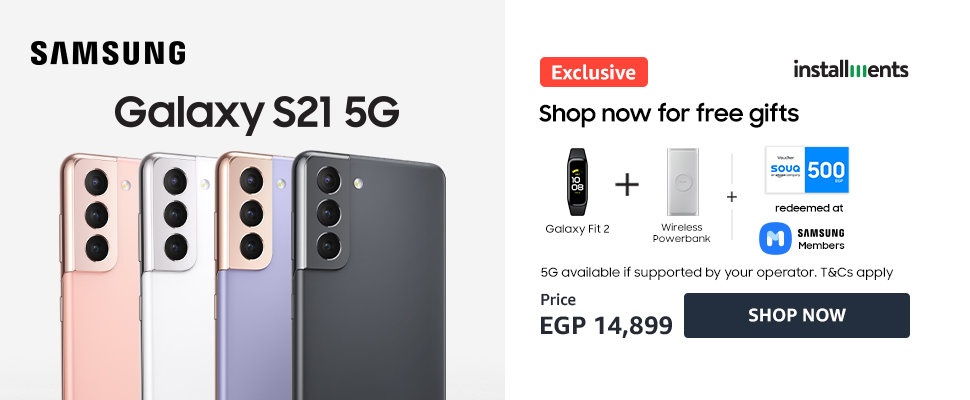 SAMSUNG
Galaxy S21 5G
Exclusive
installments
Shop now for free gifts
10
08
Galaxy Fit 2
+
Wireless
Powerbank
+
Voucher
souq
an amazon company
500
EGP
redeemed at
SAMSUNG
Members
5G available if supported by your operator. T&Cs apply
Price
EGP 14,899
SHOP NOW